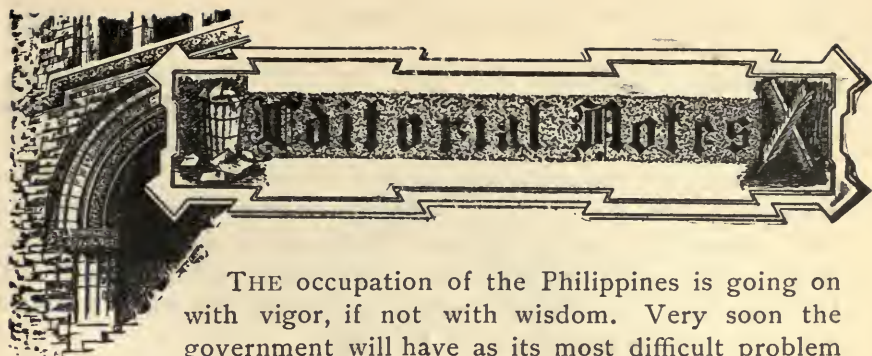 Editorial Notes
THE occupation of the Philippines is going on
with vigor, if not with wisdom. Very soon the
government will have as its most difficult problem